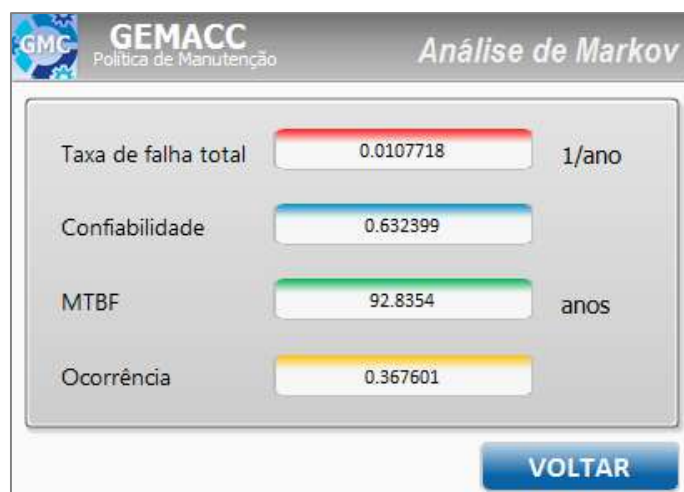 GMC
GEMACC
Política de Manutenção
Análise de Markov
Taxa de falha total 0.0107718 1/ano
Confiabilidade 0.632399
MTBF 92.8354 anos
Ocorrência 0.367601
VOLTAR